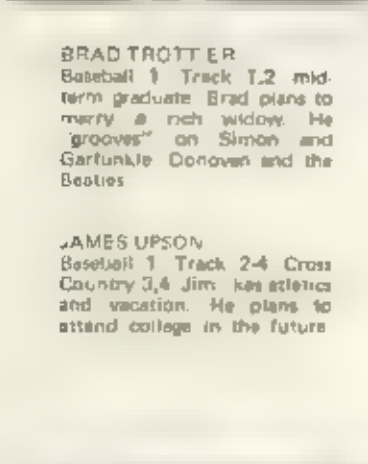 BRAD TROTTER
Baseball 1 Track 1,2 mid-
term graduate Brad plans to
marry a rich widow. He
"grooves" on Simon and
Garfunkle Donovan and the
Beatles
JAMES UPSON
Baseball 1 Track 2-4 Cross
Country 3,4 Jim likes atletics
and vacation. He plans to
attend college in the future